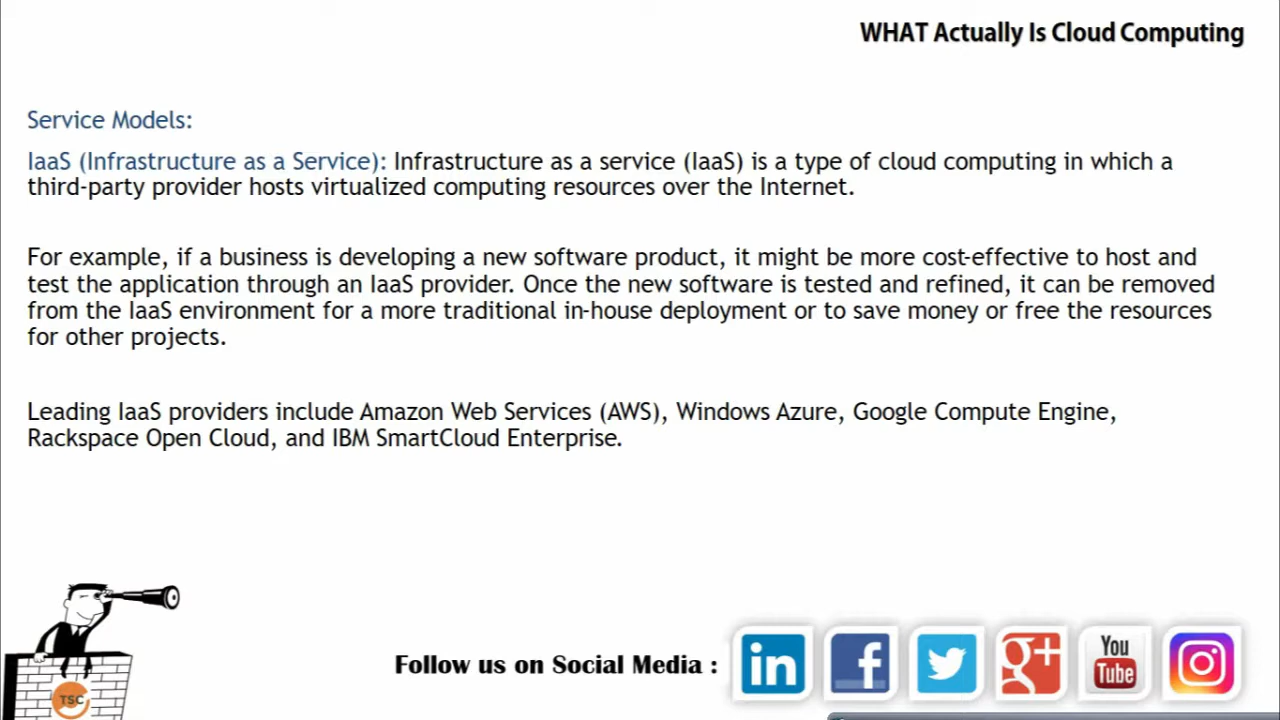 WHAT Actually Is Cloud Computing
Service Models:
IaaS (Infrastructure as a Service): Infrastructure as a service (IaaS) is a type of cloud computing in which a
third-party provider hosts virtualized computing resources over the Internet.
For example, if a business is developing a new software product, it might be more cost-effective to host and
test the application through an IaaS provider. Once the new software is tested and refined, it can be removed
from the IaaS environment for a more traditional in-house deployment or to save money or free the resources
for other projects.
Leading IaaS providers include Amazon Web Services (AWS), Windows Azure, Google Compute Engine,
Rackspace Open Cloud, and IBM SmartCloud Enterprise.
Follow us on Social Media :
in
f
g+
You
Tube
TSC